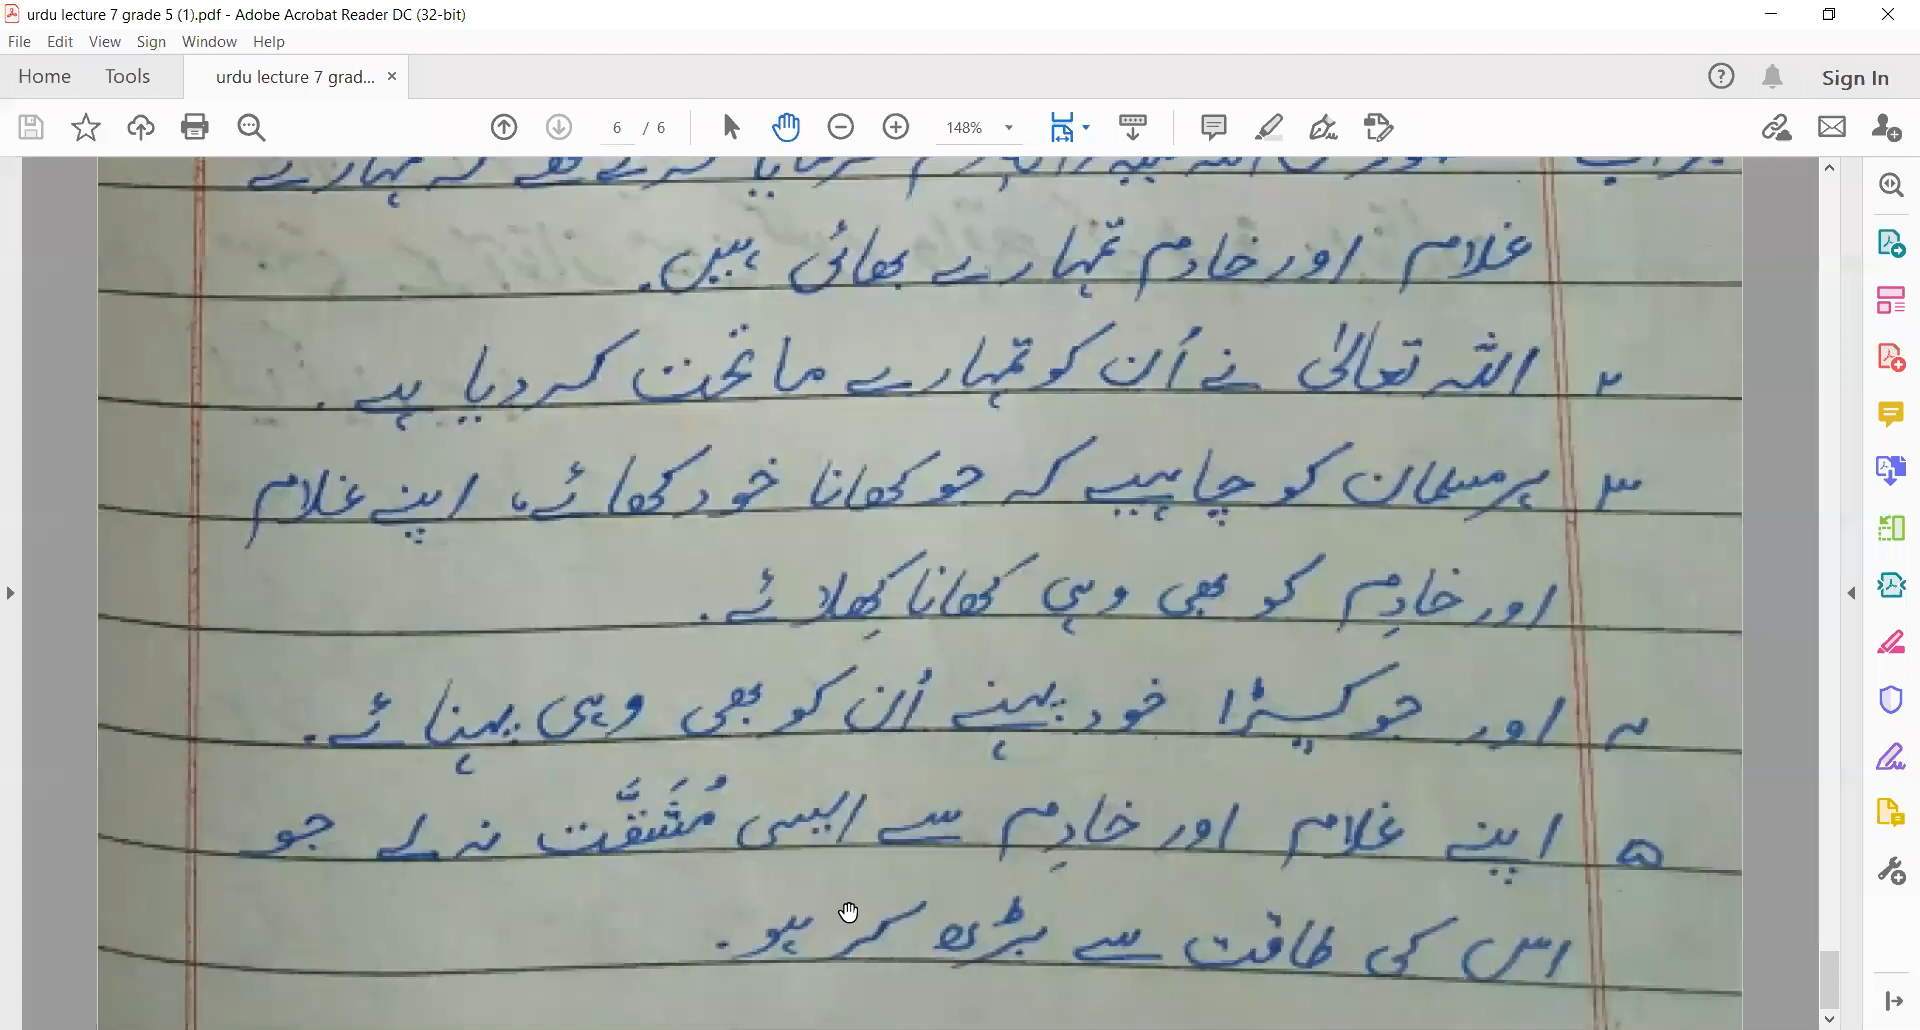 urdu lecture 7 grade 5 (1).pdf - Adobe Acrobat Reader DC (32-bit)
File Edit View Sign Window Help
Home Tools urdu lecture 7 grad... × Sign In
6 / 6 148%
غلام اور خادم تمہارے بھائی ہیں۔
۲ اللہ تعالیٰ نے اُن کو تمہارے ماتحت کر دیا ہے۔
۳ ہر مسلمان کو چاہیے کہ جو کھانا خود کھائے، اپنے غلام
اور خادِم کو بھی وہی کھانا کھِلائے۔
۴ اور جو کپڑا خود پہنے اُن کو بھی وہی پہنائے۔
۵ اپنے غلام اور خادِم سے ایسی مُشَقَّت نہ لے جو
اس کی طاقت سے بڑھ کر ہو۔